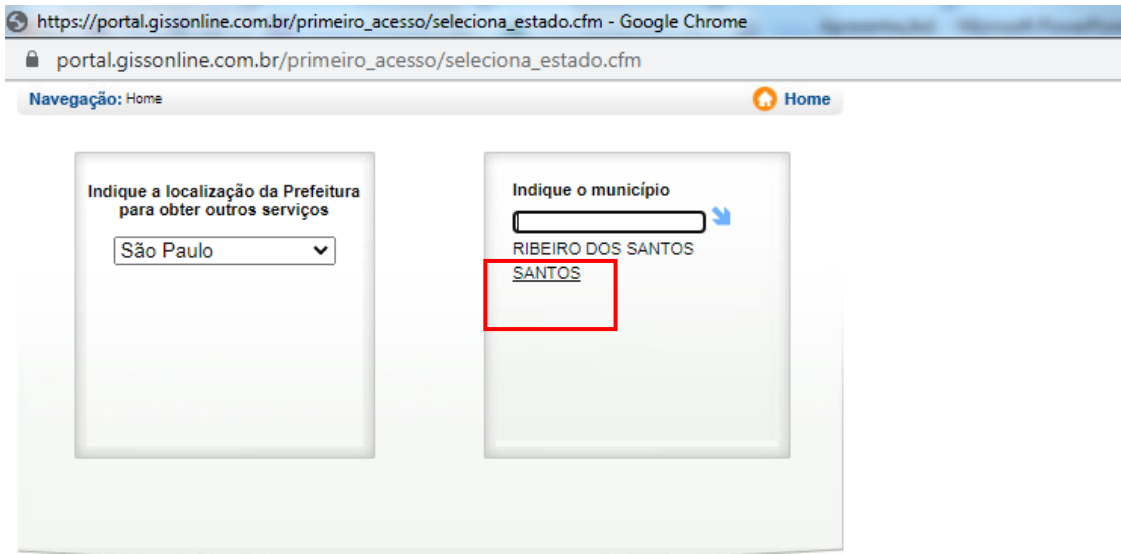 https://portal.gissonline.com.br/primeiro_acesso/seleciona_estado.cfm - Google Chrome
portal.gissonline.com.br/primeiro_acesso/seleciona_estado.cfm
Navegação: Home
Home
Indique a localização da Prefeitura
para obter outros serviços
São Paulo
Indique o município
RIBEIRO DOS SANTOS
SANTOS